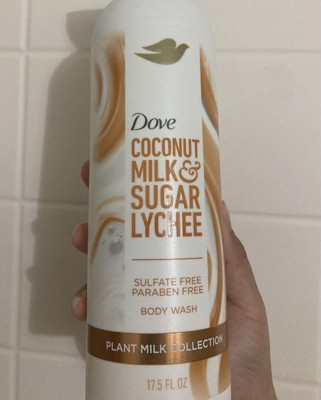 Dove
COCONUT
MILK &
SUGAR
LYCHEE
SULFATE FREE
PARABEN FREE
BODY WASH
PLANT MILK COLLECTION
17.5 FL OZ